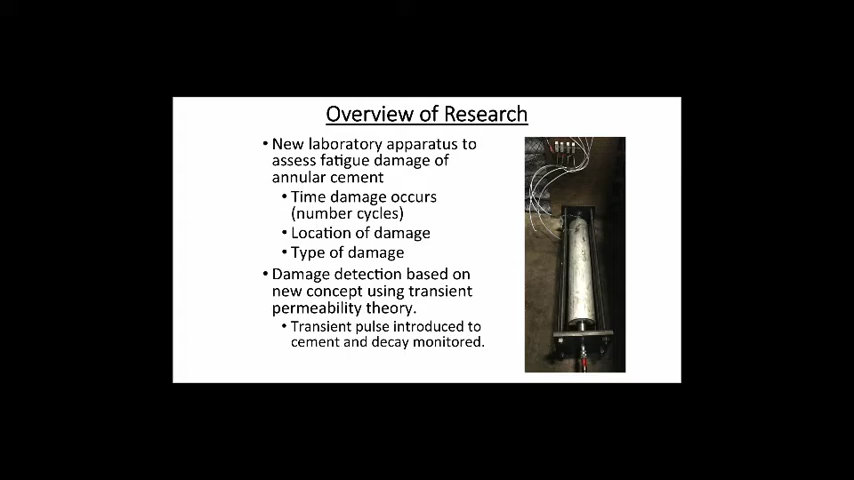 Overview of Research
• New laboratory apparatus to
assess fatigue damage of
annular cement
• Time damage occurs
(number cycles)
• Location of damage
• Type of damage
• Damage detection based on
new concept using transient
permeability theory.
• Transient pulse introduced to
cement and decay monitored.